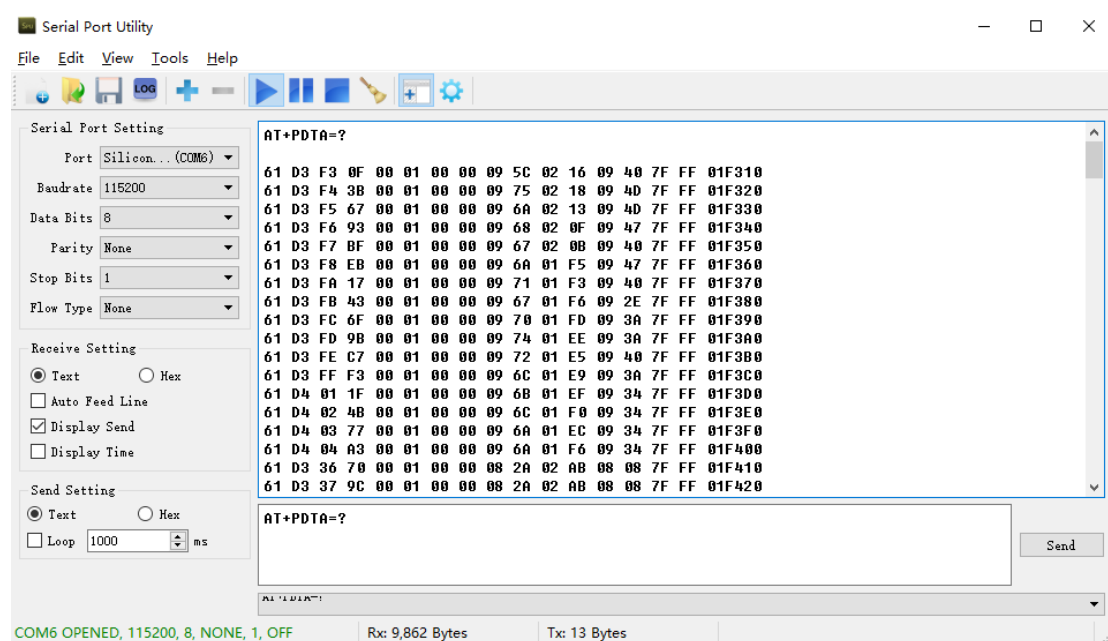 Serial Port Utility
File Edit View Tools Help
LOG
Serial Port Setting
Port Silicon...(COM6)
Baudrate 115200
Data Bits 8
Parity None
Stop Bits 1
Flow Type None
Receive Setting
Text Hex
Auto Feed Line
Display Send
Display Time
Send Setting
Text Hex
Loop 1000 ms
AT+PDTA=?
61 D3 F3 0F 00 01 00 00 09 5C 02 16 09 40 7F FF 01F310
61 D3 F4 3B 00 01 00 00 09 75 02 18 09 4D 7F FF 01F320
61 D3 F5 67 00 01 00 00 09 6A 02 13 09 4D 7F FF 01F330
61 D3 F6 93 00 01 00 00 09 68 02 0F 09 47 7F FF 01F340
61 D3 F7 BF 00 01 00 00 09 67 02 0B 09 40 7F FF 01F350
61 D3 F8 EB 00 01 00 00 09 6A 01 F5 09 47 7F FF 01F360
61 D3 FA 17 00 01 00 00 09 71 01 F3 09 40 7F FF 01F370
61 D3 FB 43 00 01 00 00 09 67 01 F6 09 2E 7F FF 01F380
61 D3 FC 6F 00 01 00 00 09 70 01 FD 09 3A 7F FF 01F390
61 D3 FD 9B 00 01 00 00 09 74 01 EE 09 3A 7F FF 01F3A0
61 D3 FE C7 00 01 00 00 09 72 01 E5 09 40 7F FF 01F3B0
61 D3 FF F3 00 01 00 00 09 6C 01 E9 09 3A 7F FF 01F3C0
61 D4 01 1F 00 01 00 00 09 6B 01 EF 09 34 7F FF 01F3D0
61 D4 02 4B 00 01 00 00 09 6C 01 F0 09 34 7F FF 01F3E0
61 D4 03 77 00 01 00 00 09 6A 01 EC 09 34 7F FF 01F3F0
61 D4 04 A3 00 01 00 00 09 6A 01 F6 09 34 7F FF 01F400
61 D3 36 70 00 01 00 00 08 2A 02 AB 08 08 7F FF 01F410
61 D3 37 9C 00 01 00 00 08 2A 02 AB 08 08 7F FF 01F420
AT+PDTA=?
Send
AT+PDTA=?
COM6 OPENED, 115200, 8, NONE, 1, OFF Rx: 9,862 Bytes Tx: 13 Bytes